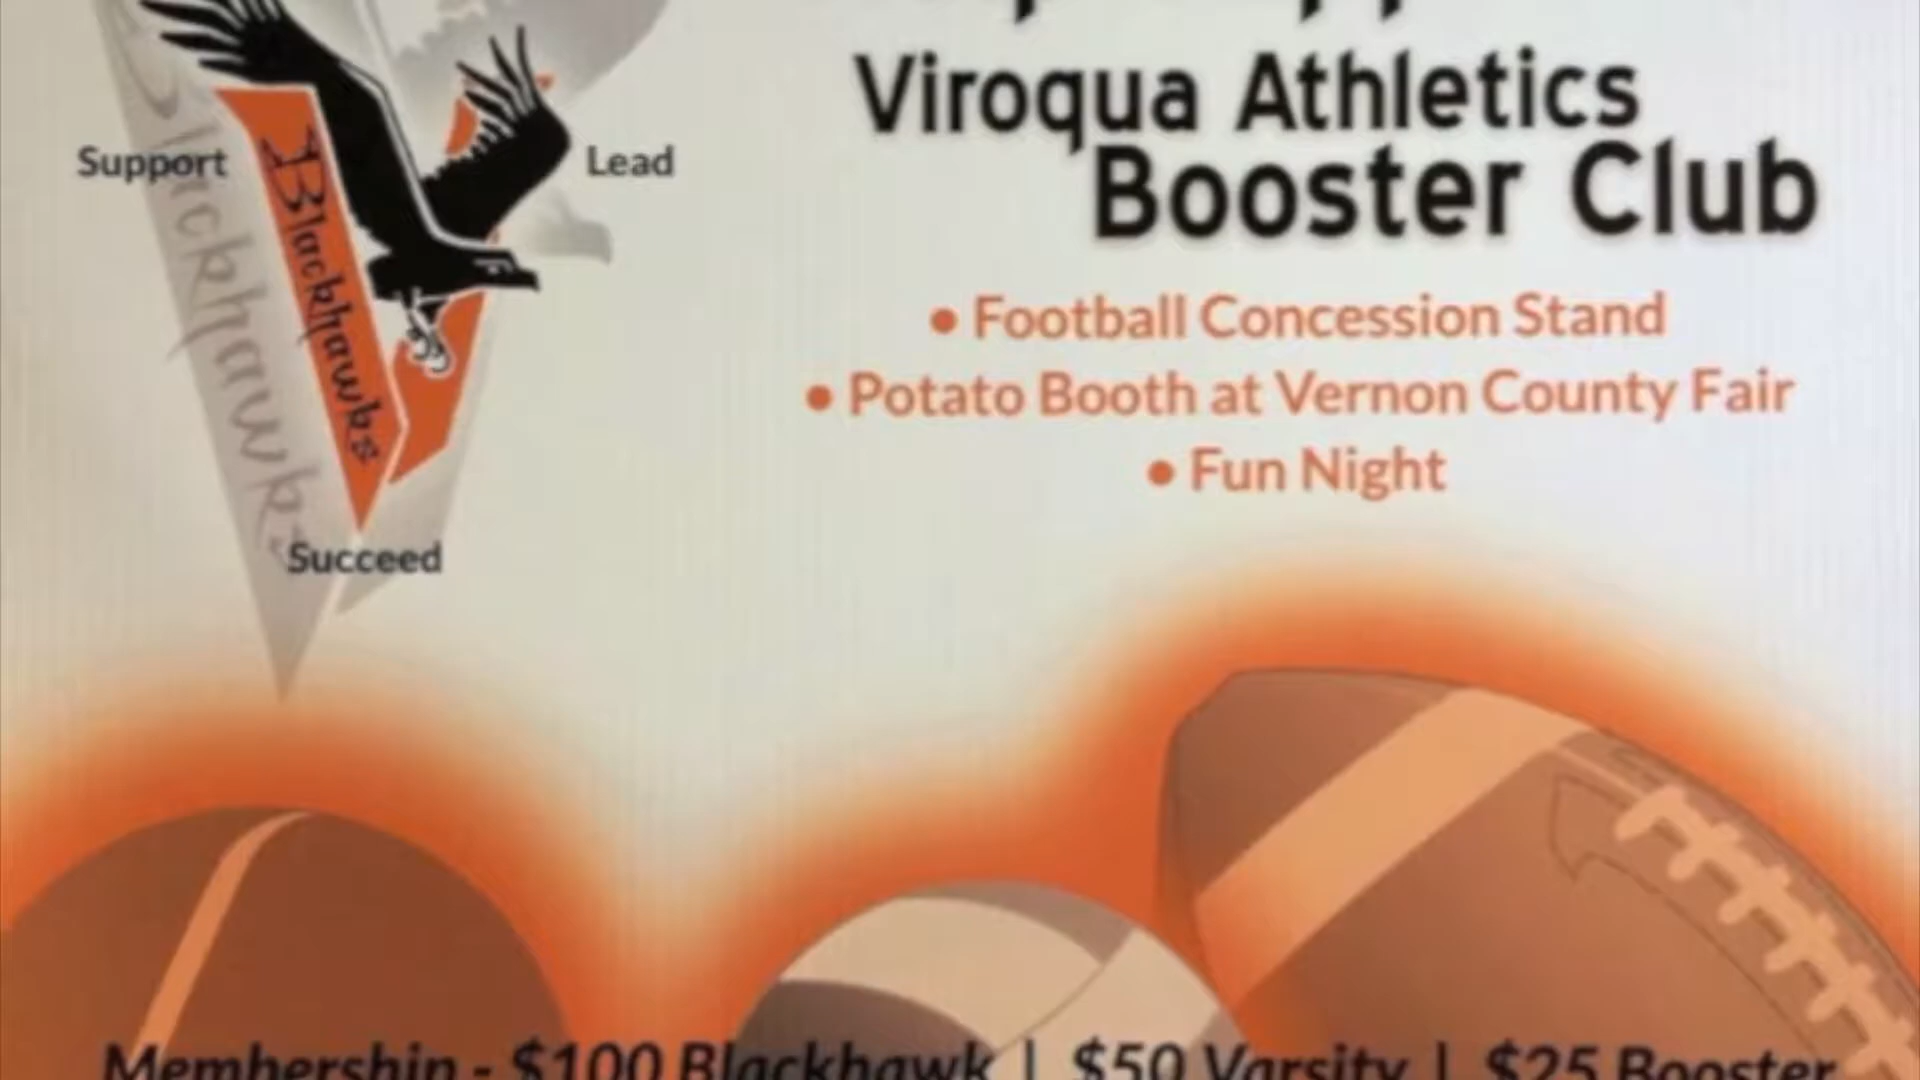 Viroqua Athletics
Booster Club
Support
Lead
Blackhawks
Blackhawks
Succeed
• Football Concession Stand
• Potato Booth at Vernon County Fair
• Fun Night
Membership - $100 Blackhawk | $50 Varsity | $25 Booster